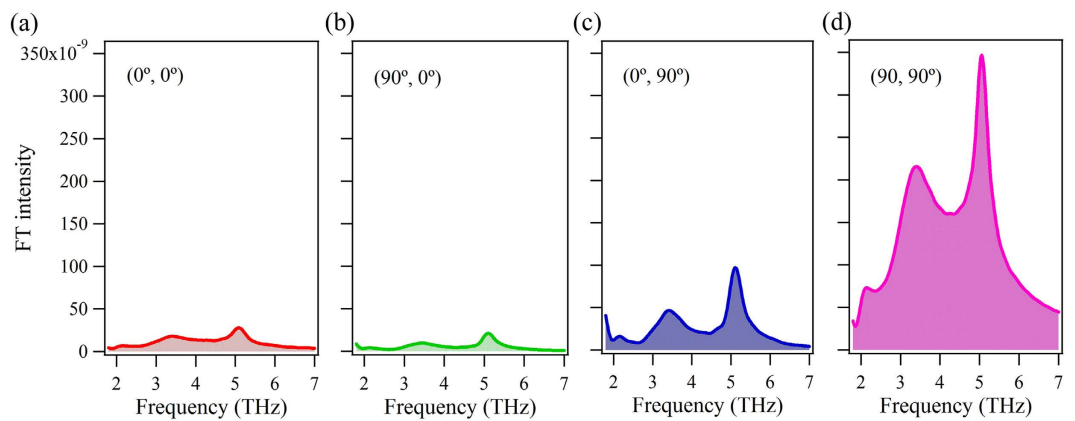 (a)
(b)
(c)
(d)
350x10⁻⁹
300
250
200
150
100
50
0
FT intensity
(0º, 0º)
(90º, 0º)
(0º, 90º)
(90, 90º)
2 3 4 5 6 7
2 3 4 5 6 7
2 3 4 5 6 7
2 3 4 5 6 7
Frequency (THz)
Frequency (THz)
Frequency (THz)
Frequency (THz)